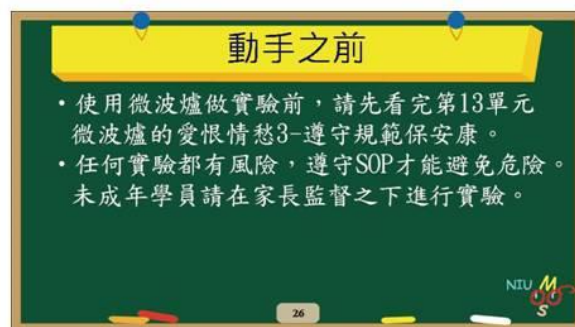 動手之前
•使用微波爐做實驗前，請先看完第13單元
微波爐的愛恨情愁3-遵守規範保安康。
•任何實驗都有風險，遵守SOP才能避免危險。
未成年學員請在家長監督之下進行實驗。
NIU M
S
26